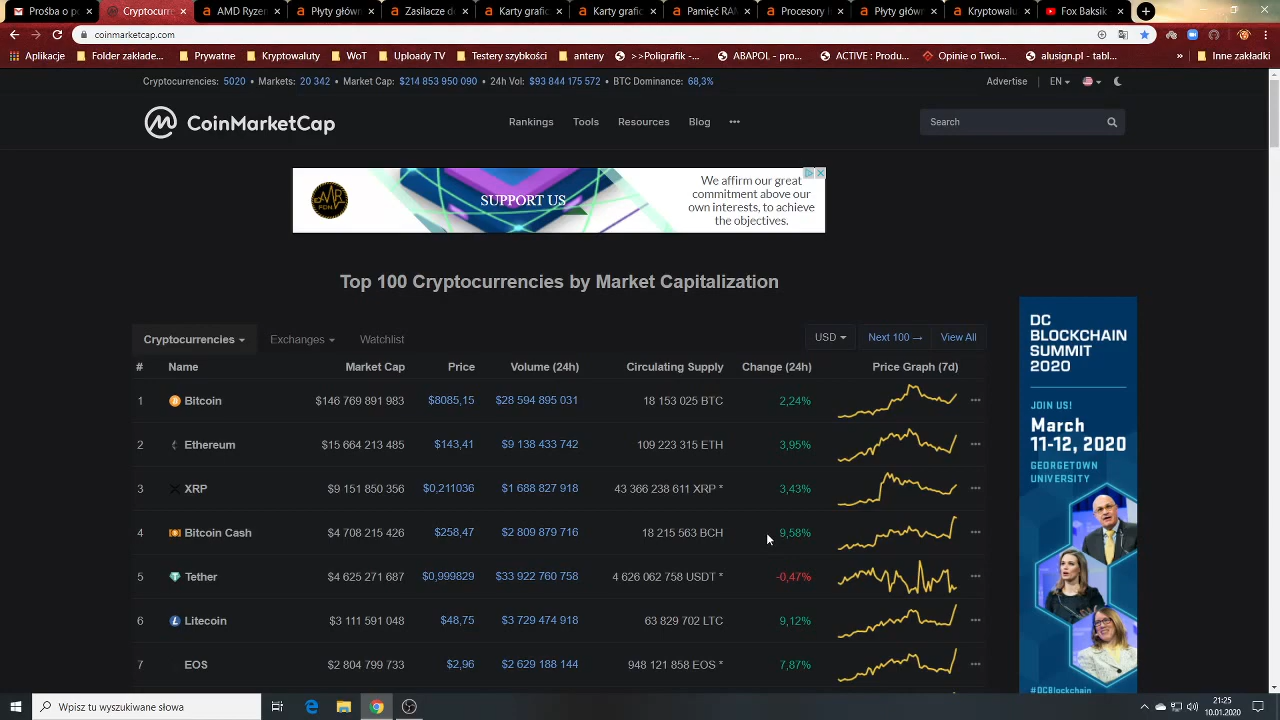 Prośba o p
Cryptocurre
AMD Ryzen
Płyty główn
Zasilacze do
Karty grafic
Karty grafic
Pamięć RAM
Procesory
Płyty główn
Kryptowalu
Fox Baksik
coinmarketcap.com
Aplikacje
Folder zakładek...
Prywatne
Kryptowaluty
WoT
Uploady TV
Testery szybkości
anteny
>>Poligrafik -...
ABAPOL - pro...
ACTIVE : Produ...
Opinie o Twoi...
alusign.pl - tabl...
» Inne zakładki
Cryptocurrencies: 5020 • Markets: 20 342 • Market Cap: $214 853 950 090 • 24h Vol: $93 844 175 572 • BTC Dominance: 68,3%
Advertise
EN
CoinMarketCap
Rankings
Tools
Resources
Blog
Search
SUPPORT US
We affirm our great
commitment above our
own interests, to achieve
the objectives.
Top 100 Cryptocurrencies by Market Capitalization
Cryptocurrencies
Exchanges
Watchlist
USD
Next 100 →
View All
# Name Market Cap Price Volume (24h) Circulating Supply Change (24h) Price Graph (7d)
1 Bitcoin $146 769 891 983 $8085,15 $28 594 895 031 18 153 025 BTC 2,24%
2 Ethereum $15 664 213 485 $143,41 $9 138 433 742 109 223 315 ETH 3,95%
3 XRP $9 151 850 356 $0,211036 $1 688 827 918 43 366 238 611 XRP * 3,43%
4 Bitcoin Cash $4 708 215 426 $258,47 $2 809 879 716 18 215 563 BCH 9,58%
5 Tether $4 625 271 687 $0,999829 $33 922 760 758 4 626 062 758 USDT * -0,47%
6 Litecoin $3 111 591 048 $48,75 $3 729 474 918 63 829 702 LTC 9,12%
7 EOS $2 804 799 733 $2,96 $2 629 188 144 948 121 858 EOS * 7,87%
DC
BLOCKCHAIN
SUMMIT
2020
JOIN US!
March
11-12, 2020
GEORGETOWN
UNIVERSITY
#DCBlockchain
Wpisz tu wyszukiwane słowa
21:25
10.01.2020